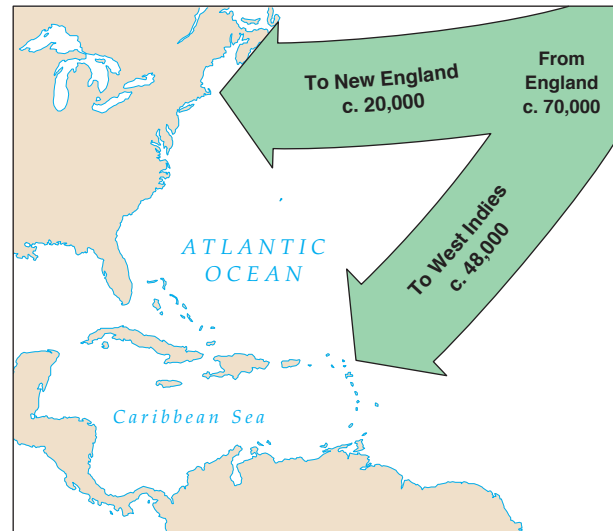 From
England
c. 70,000
To New England
c. 20,000
To West Indies
c. 48,000
ATLANTIC
OCEAN
Caribbean Sea